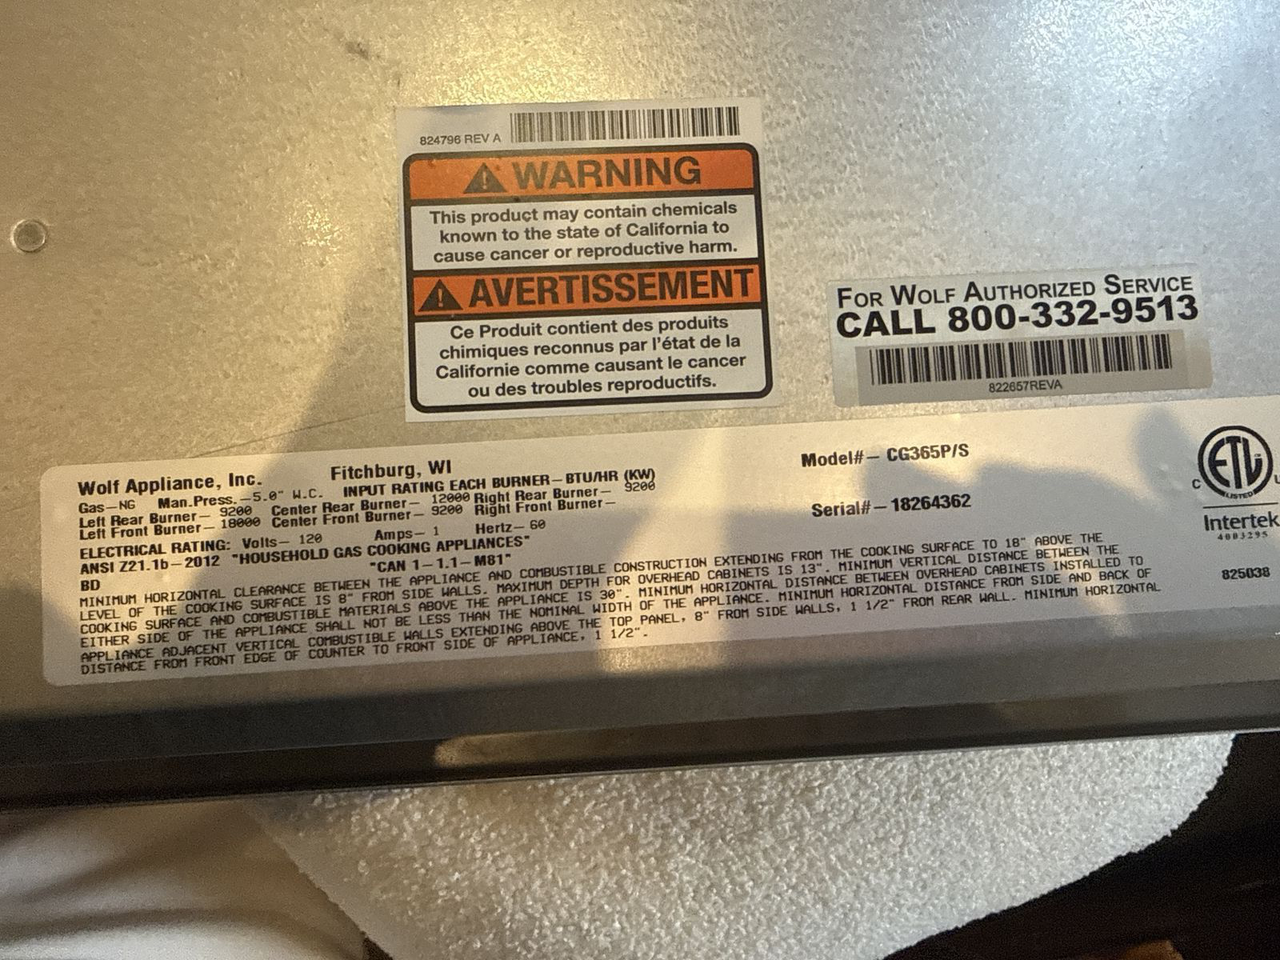 824796 REV A
WARNING
This product may contain chemicals
known to the state of California to
cause cancer or reproductive harm.
AVERTISSEMENT
Ce Produit contient des produits
chimiques reconnus par l'état de la
Californie comme causant le cancer
ou des troubles reproductifs.
FOR WOLF AUTHORIZED SERVICE
CALL 800-332-9513
822657REVA
Wolf Appliance, Inc. Fitchburg, WI
Gas-NG Man.Press.-5.0" W.C. INPUT RATING EACH BURNER-BTU/HR (KW)
Left Rear Burner- 9200 Center Rear Burner- 12000 Right Rear Burner- 9200
Left Front Burner- 18000 Center Front Burner- 9200 Right Front Burner-
ELECTRICAL RATING: Volts- 120 Amps- 1 Hertz- 60
ANSI Z21.1b-2012 "HOUSEHOLD GAS COOKING APPLIANCES"
BD "CAN 1-1.1-M81"
MINIMUM HORIZONTAL CLEARANCE BETWEEN THE APPLIANCE AND COMBUSTIBLE CONSTRUCTION EXTENDING FROM THE COOKING SURFACE TO 18" ABOVE THE
LEVEL OF THE COOKING SURFACE IS 8" FROM SIDE WALLS. MAXIMUM DEPTH FOR OVERHEAD CABINETS IS 13". MINIMUM VERTICAL DISTANCE BETWEEN THE
COOKING SURFACE AND COMBUSTIBLE MATERIALS ABOVE THE APPLIANCE IS 30". MINIMUM HORIZONTAL DISTANCE BETWEEN OVERHEAD CABINETS INSTALLED TO
EITHER SIDE OF THE APPLIANCE SHALL NOT BE LESS THAN THE NOMINAL WIDTH OF THE APPLIANCE. MINIMUM HORIZONTAL DISTANCE FROM SIDE AND BACK OF
APPLIANCE ADJACENT VERTICAL COMBUSTIBLE WALLS EXTENDING ABOVE THE TOP PANEL, 8" FROM SIDE WALLS, 1 1/2" FROM REAR WALL. MINIMUM HORIZONTAL
DISTANCE FROM FRONT EDGE OF COUNTER TO FRONT SIDE OF APPLIANCE, 1 1/2".
Model#- CG365P/S
Serial#- 18264362
ETL
LISTED
C
Intertek
4003295
825038